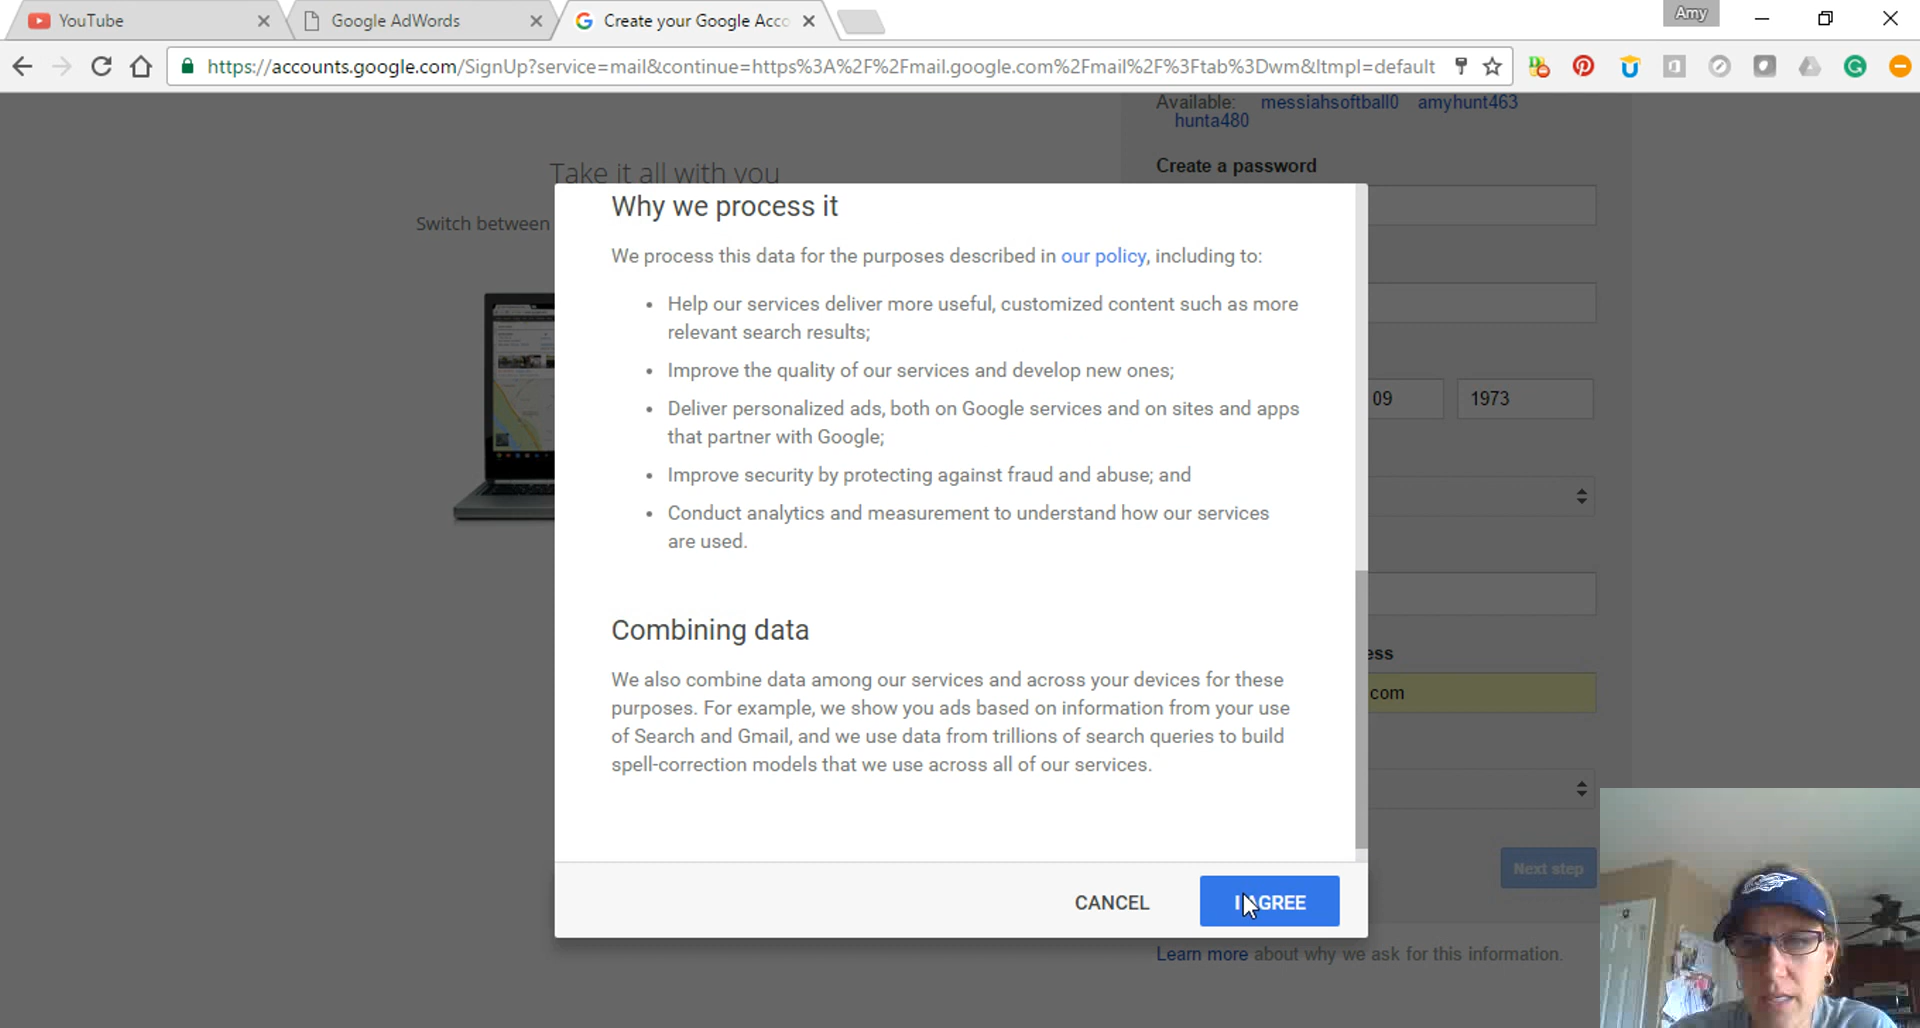 YouTube
Google AdWords
Create your Google Acco
Amy
https://accounts.google.com/SignUp?service=mail&continue=https%3A%2F%2Fmail.google.com%2Fmail%2F%3Ftab%3Dwm&ltmpl=default
Available: messiahsoftball0 amyhunt463
hunta480
Take it all with you
Create a password
Switch between
Why we process it
We process this data for the purposes described in our policy, including to:
• Help our services deliver more useful, customized content such as more
relevant search results;
• Improve the quality of our services and develop new ones;
• Deliver personalized ads, both on Google services and on sites and apps
that partner with Google;
• Improve security by protecting against fraud and abuse; and
• Conduct analytics and measurement to understand how our services
are used.
09
1973
Combining data
We also combine data among our services and across your devices for these
purposes. For example, we show you ads based on information from your use
of Search and Gmail, and we use data from trillions of search queries to build
spell-correction models that we use across all of our services.
ess
com
Next step
CANCEL
I AGREE
Learn more about why we ask for this information.